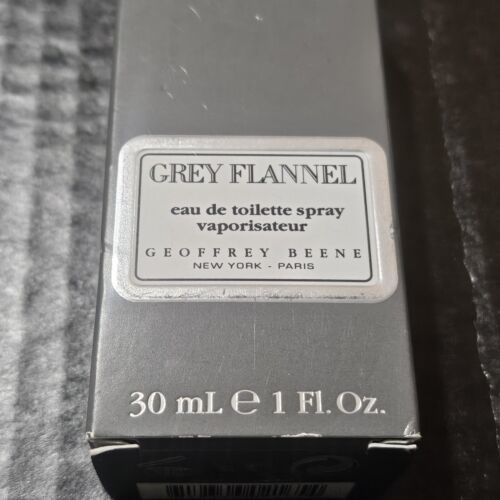 GREY FLANNEL
eau de toilette spray
vaporisateur
GEOFFREY BEENE
NEW YORK - PARIS
30 mL ℮ 1 Fl. Oz.